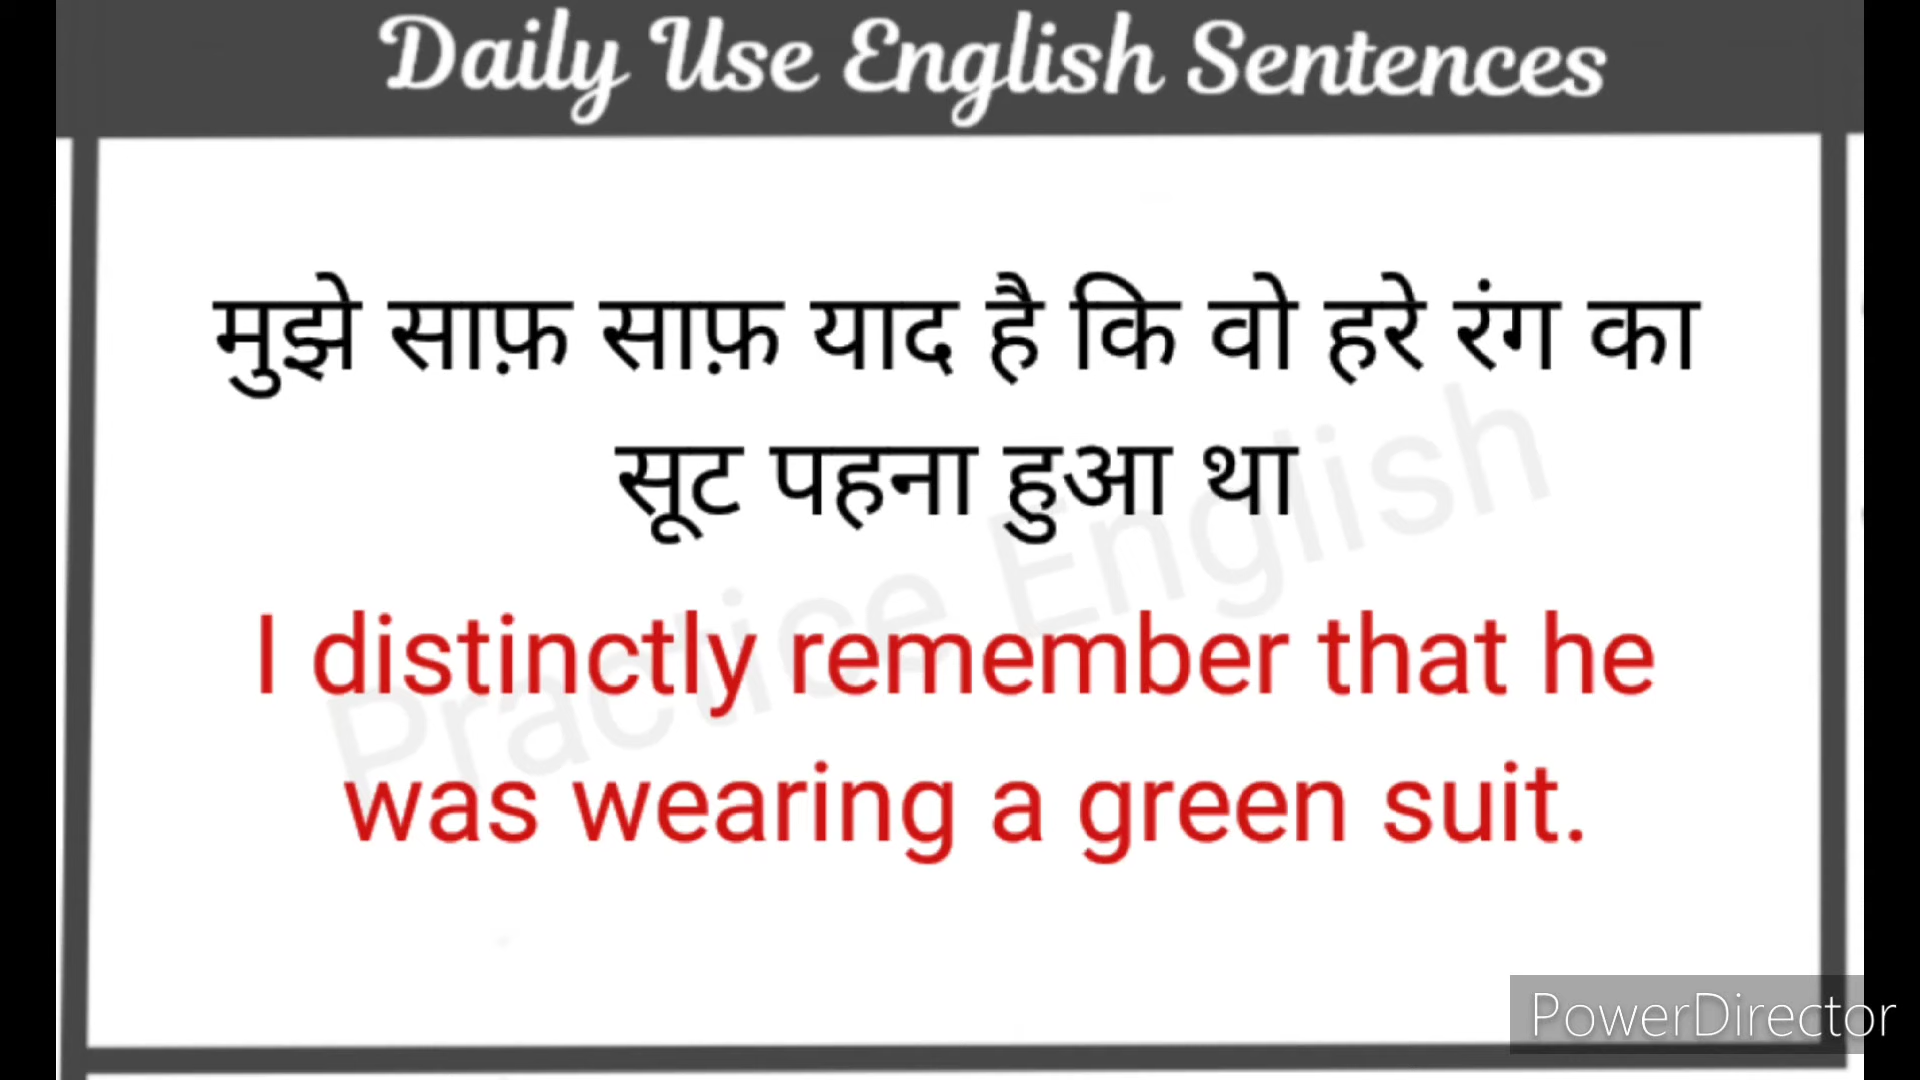 Daily Use English Sentences
मुझे साफ़ साफ़ याद है कि वो हरे रंग का
सूट पहना हुआ था
Practice English
I distinctly remember that he
was wearing a green suit.
PowerDirector